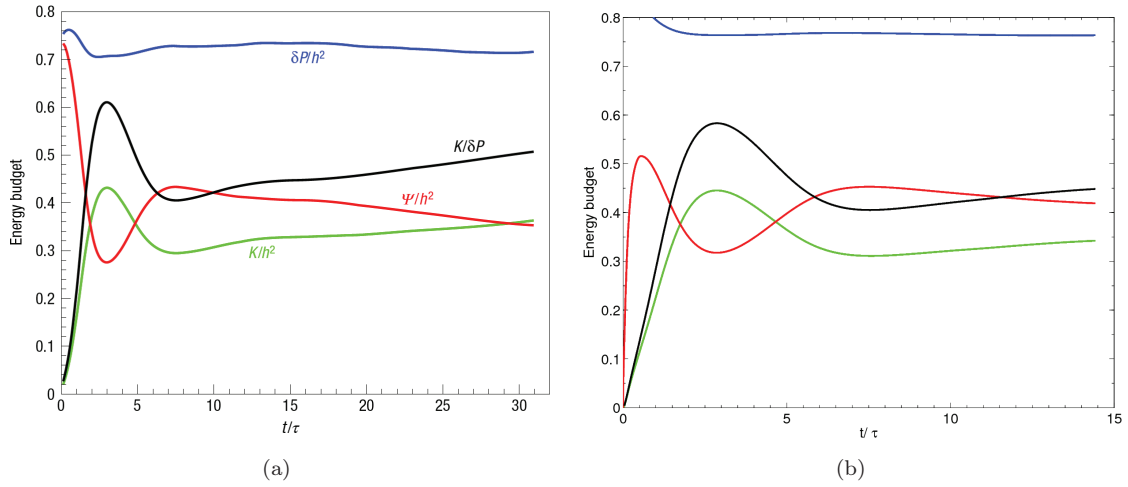 0.8
0.7
0.6
0.5
0.4
0.3
0.2
0.1
0
Energy budget
δP/h²
K/δP
Ψ/h²
K/h²
0 5 10 15 20 25 30
t/τ
(a)
0.8
0.7
0.6
0.5
0.4
0.3
0.2
0.1
0
Energy budget
0 5 10 15
t/ τ
(b)